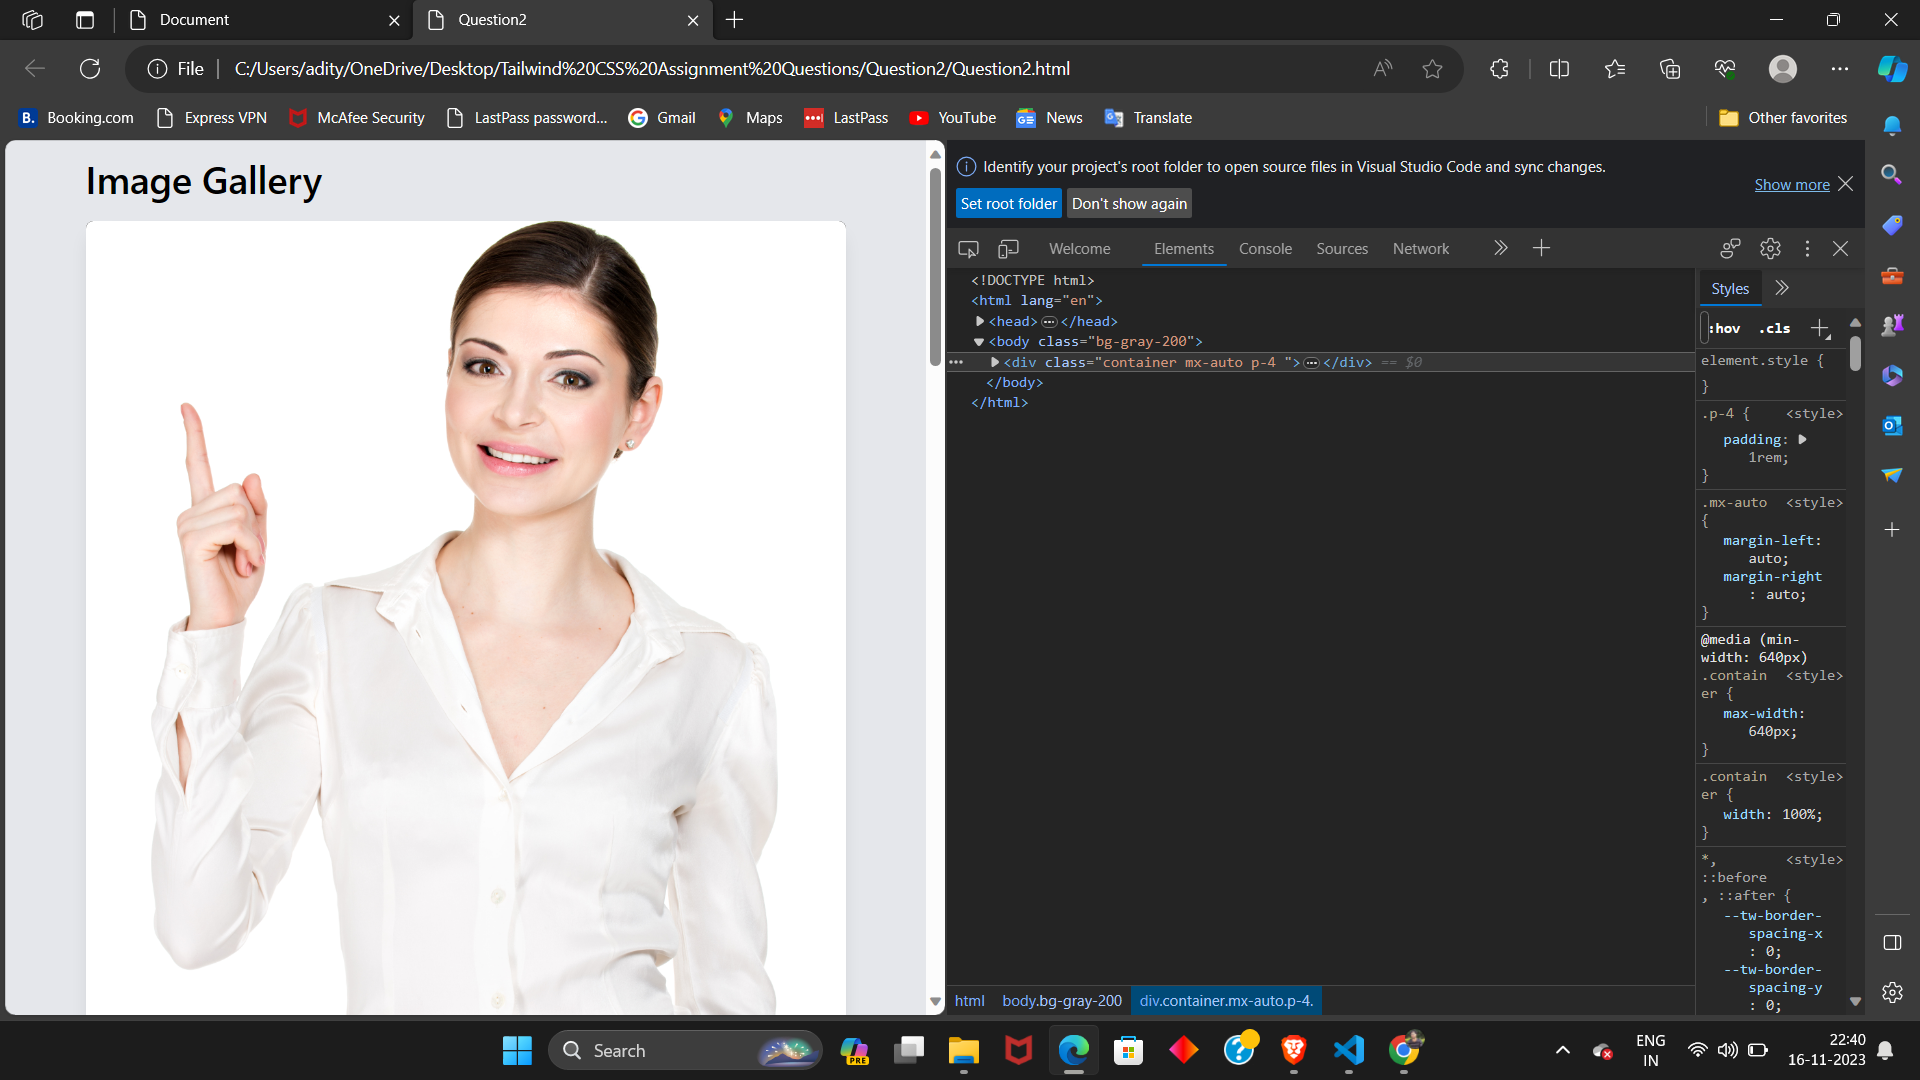 Document
Question2
File
C:/Users/adity/OneDrive/Desktop/Tailwind%20CSS%20Assignment%20Questions/Question2/Question2.html
B. Booking.com
Express VPN
McAfee Security
LastPass password...
Gmail
Maps
LastPass
YouTube
News
Translate
Other favorites
Image Gallery
Identify your project's root folder to open source files in Visual Studio Code and sync changes.
Set root folder
Don't show again
Show more
Welcome
Elements
Console
Sources
Network
<!DOCTYPE html>
<html lang="en">
<head>…</head>
<body class="bg-gray-200">
<div class="container mx-auto p-4 ">…</div> == $0
</body>
</html>
Styles
:hov .cls
element.style {
}
.p-4 { <style>
padding:
1rem;
}
.mx-auto <style>
{
margin-left:
auto;
margin-right
: auto;
}
@media (min-
width: 640px)
.contain <style>
er {
max-width:
640px;
}
.contain <style>
er {
width: 100%;
}
*, <style>
::before
, ::after {
--tw-border-
spacing-x
: 0;
--tw-border-
spacing-y
: 0;
html
body.bg-gray-200
div.container.mx-auto.p-4.
Search
PRE
ENG
IN
22:40
16-11-2023